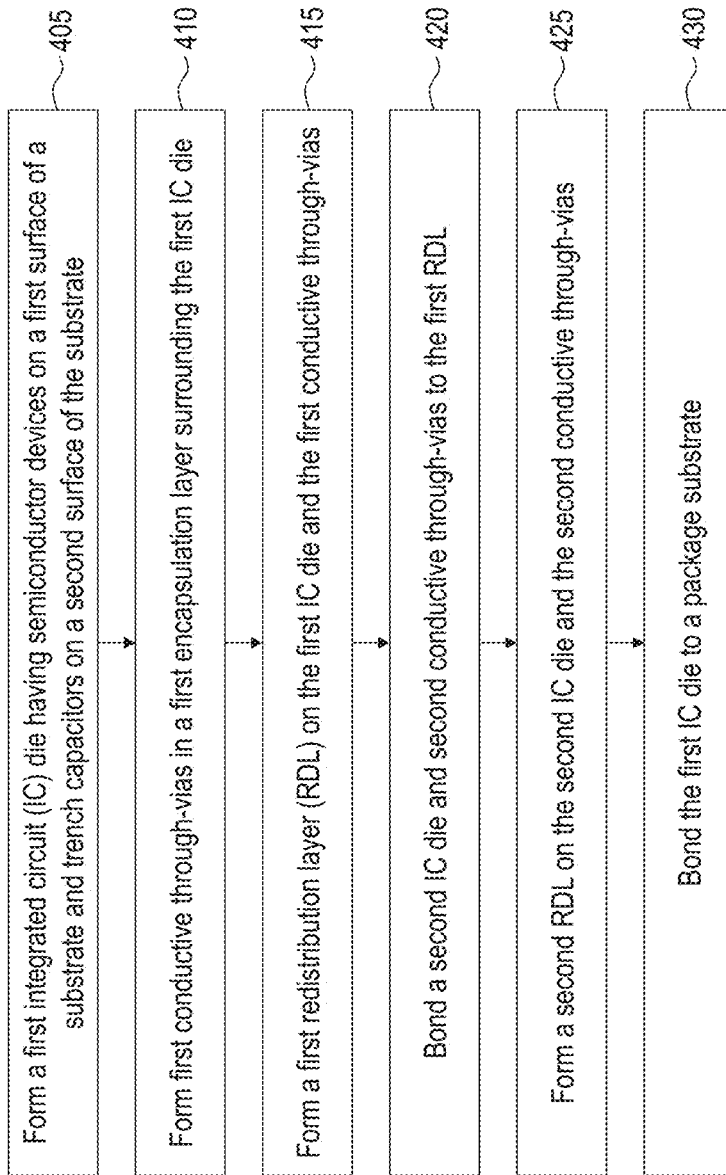 Form a first integrated circuit (IC) die having semiconductor devices on a first surface of a
substrate and trench capacitors on a second surface of the substrate
405
Form first conductive through-vias in a first encapsulation layer surrounding the first IC die
410
Form a first redistribution layer (RDL) on the first IC die and the first conductive through-vias
415
Bond a second IC die and second conductive through-vias to the first RDL
420
Form a second RDL on the second IC die and the second conductive through-vias
425
Bond the first IC die to a package substrate
430